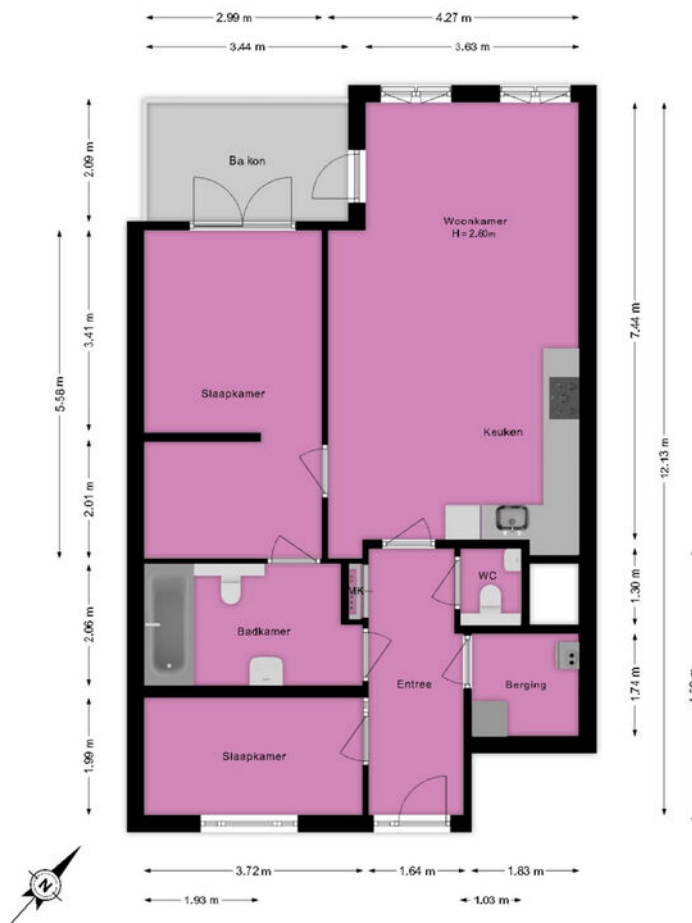 2.99 m
4.27 m
3.44 m
3.63 m
2.09 m
Balkon
Woonkamer
H = 2.60m
3.41 m
7.44 m
5.58 m
Slaapkamer
Keuken
12.13 m
2.01 m
MK
WC
1.30 m
2.06 m
Badkamer
Entree
Berging
1.74 m
1.99 m
Slaapkamer
3.72 m
1.64 m
1.83 m
1.93 m
1.03 m
N